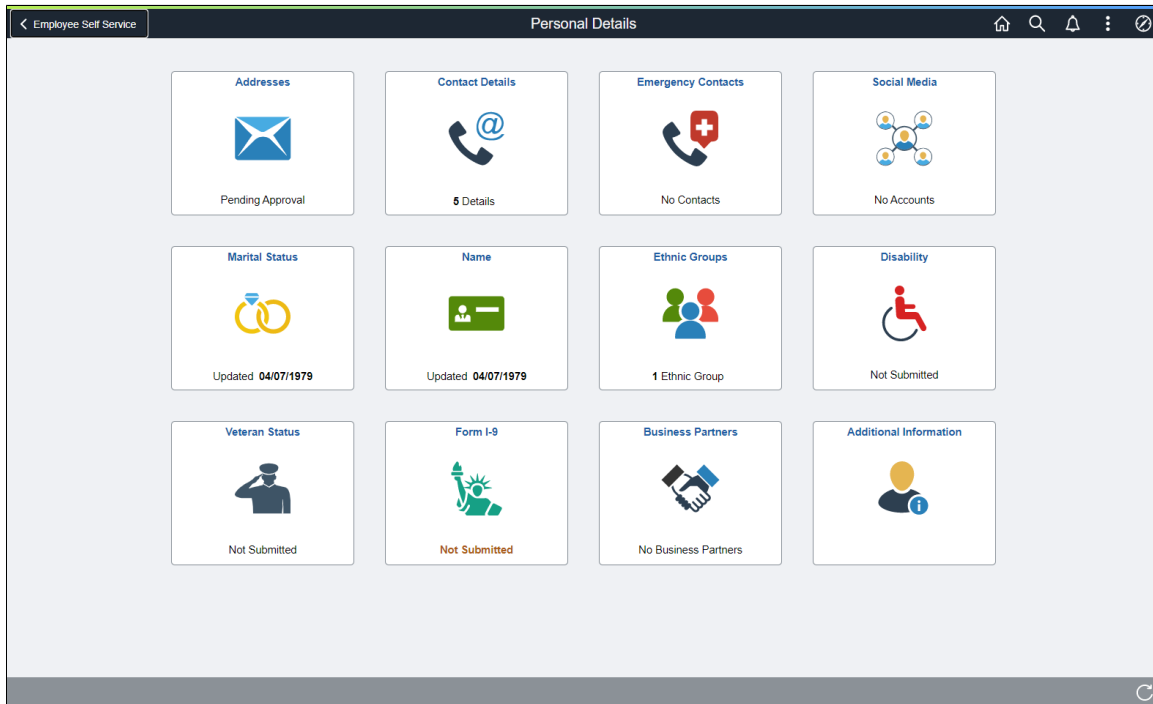 Employee Self Service
Personal Details
Addresses
Contact Details
Emergency Contacts
Social Media
@
Pending Approval
5 Details
No Contacts
No Accounts
Marital Status
Name
Ethnic Groups
Disability
Updated 04/07/1979
Updated 04/07/1979
1 Ethnic Group
Not Submitted
Veteran Status
Form I-9
Business Partners
Additional Information
i
Not Submitted
Not Submitted
No Business Partners